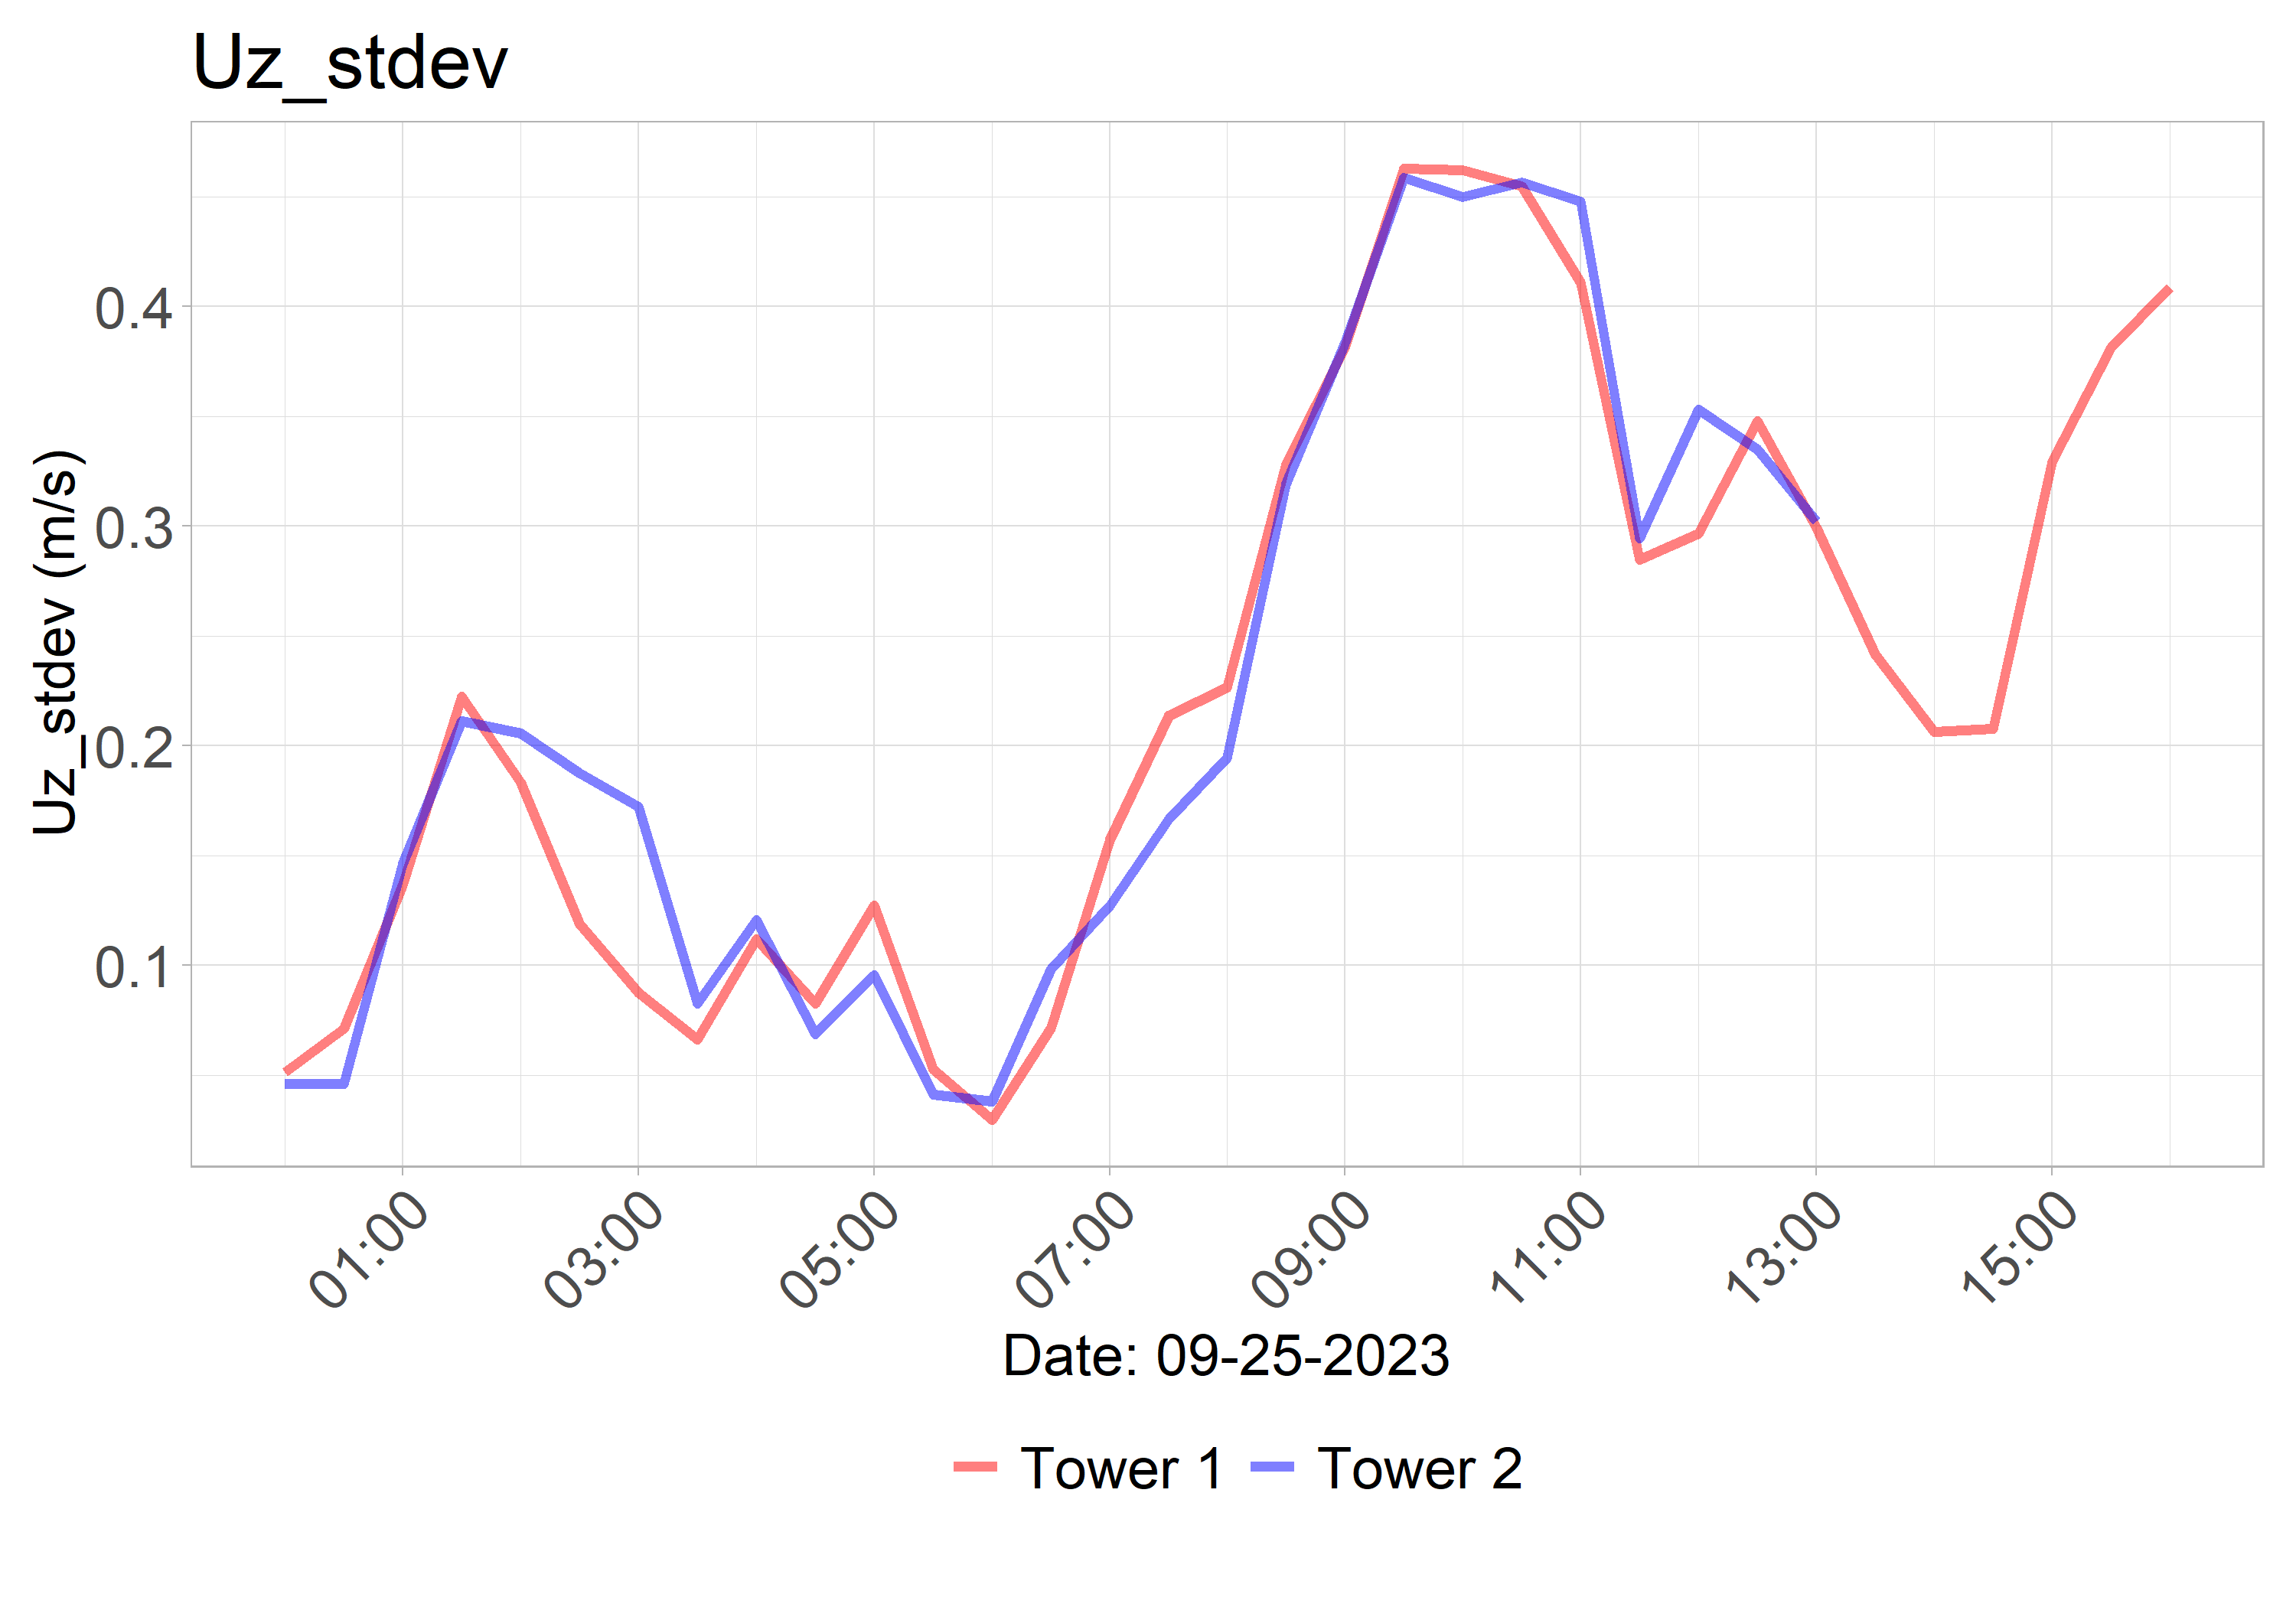 Uz_stdev
Uz_stdev (m/s)
0.4
0.3
0.2
0.1
01:00 03:00 05:00 07:00 09:00 11:00 13:00 15:00
Date: 09-25-2023
Tower 1 Tower 2